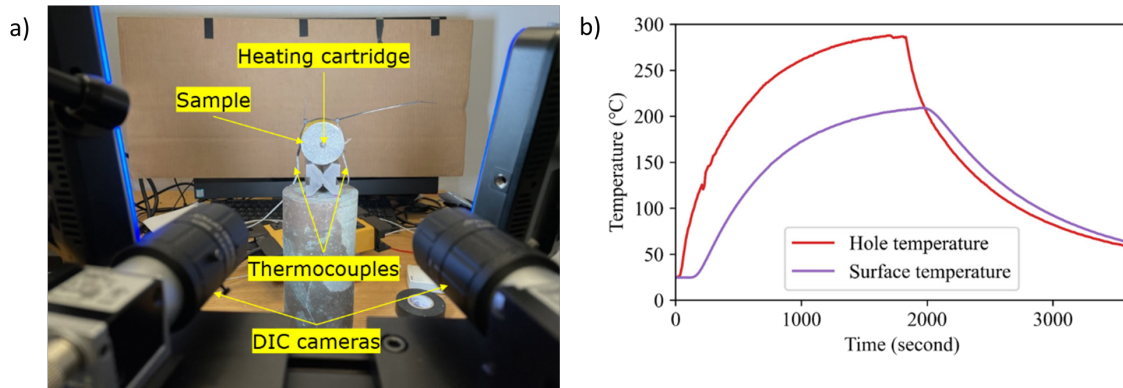 a)
Heating cartridge
Sample
Thermocouples
DIC cameras
b)
300
250
200
150
100
50
0
Temperature (℃)
Hole temperature
Surface temperature
0
1000
2000
3000
Time (second)